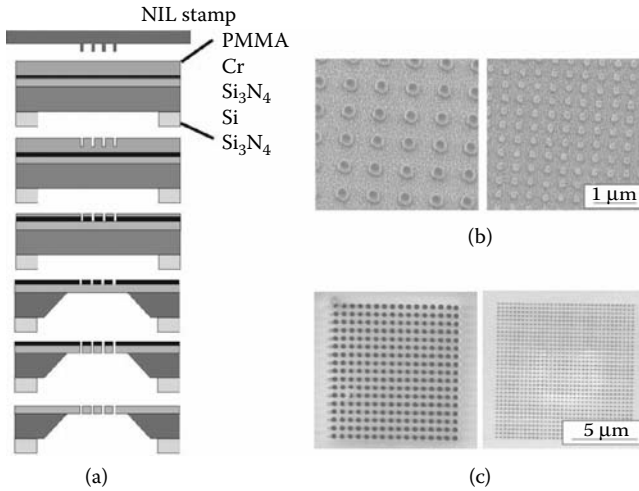 NIL stamp
PMMA
Cr
Si₃N₄
Si
Si₃N₄
(a)
1 μm
(b)
5 μm
(c)